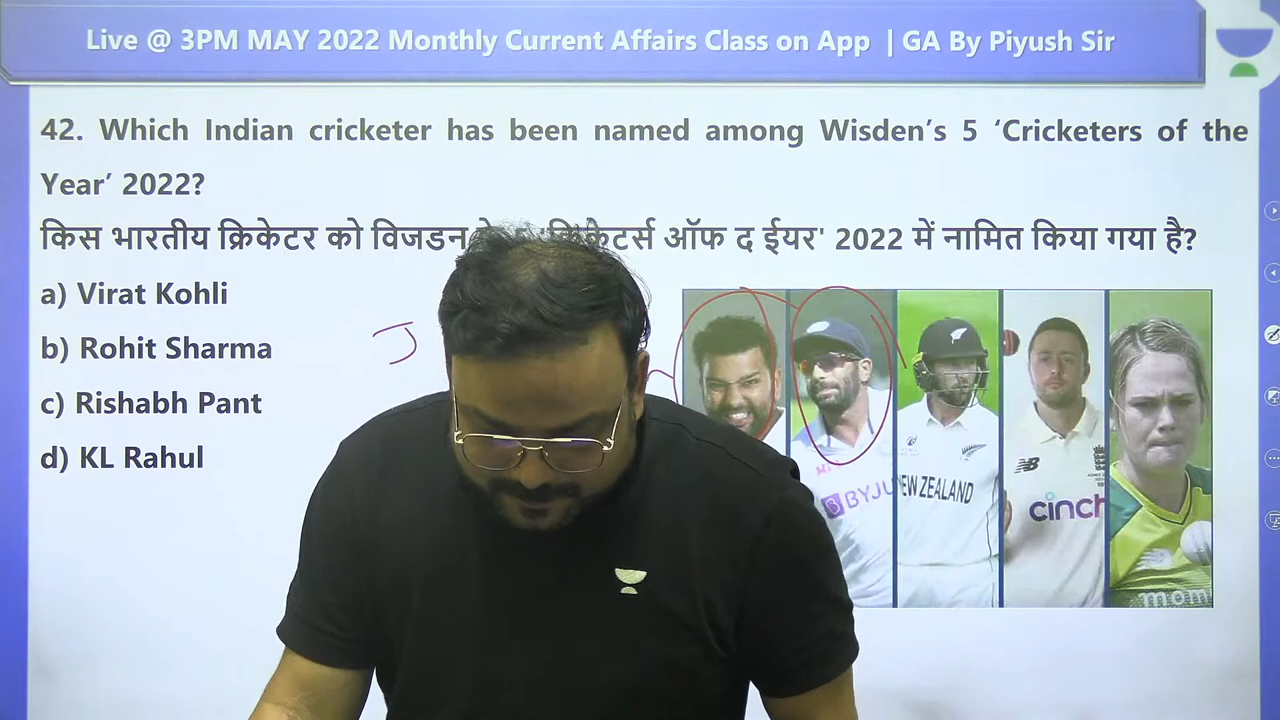 Live @ 3PM MAY 2022 Monthly Current Affairs Class on App | GA By Piyush Sir
42. Which Indian cricketer has been named among Wisden’s 5 ‘Cricketers of the
Year’ 2022?
किस भारतीय क्रिकेटर को विजडन 'क्रिकेटर्स ऑफ द ईयर' 2022 में नामित किया गया है?
a) Virat Kohli
b) Rohit Sharma
c) Rishabh Pant
d) KL Rahul
J
BYJU
NEW ZEALAND
cinch
mom